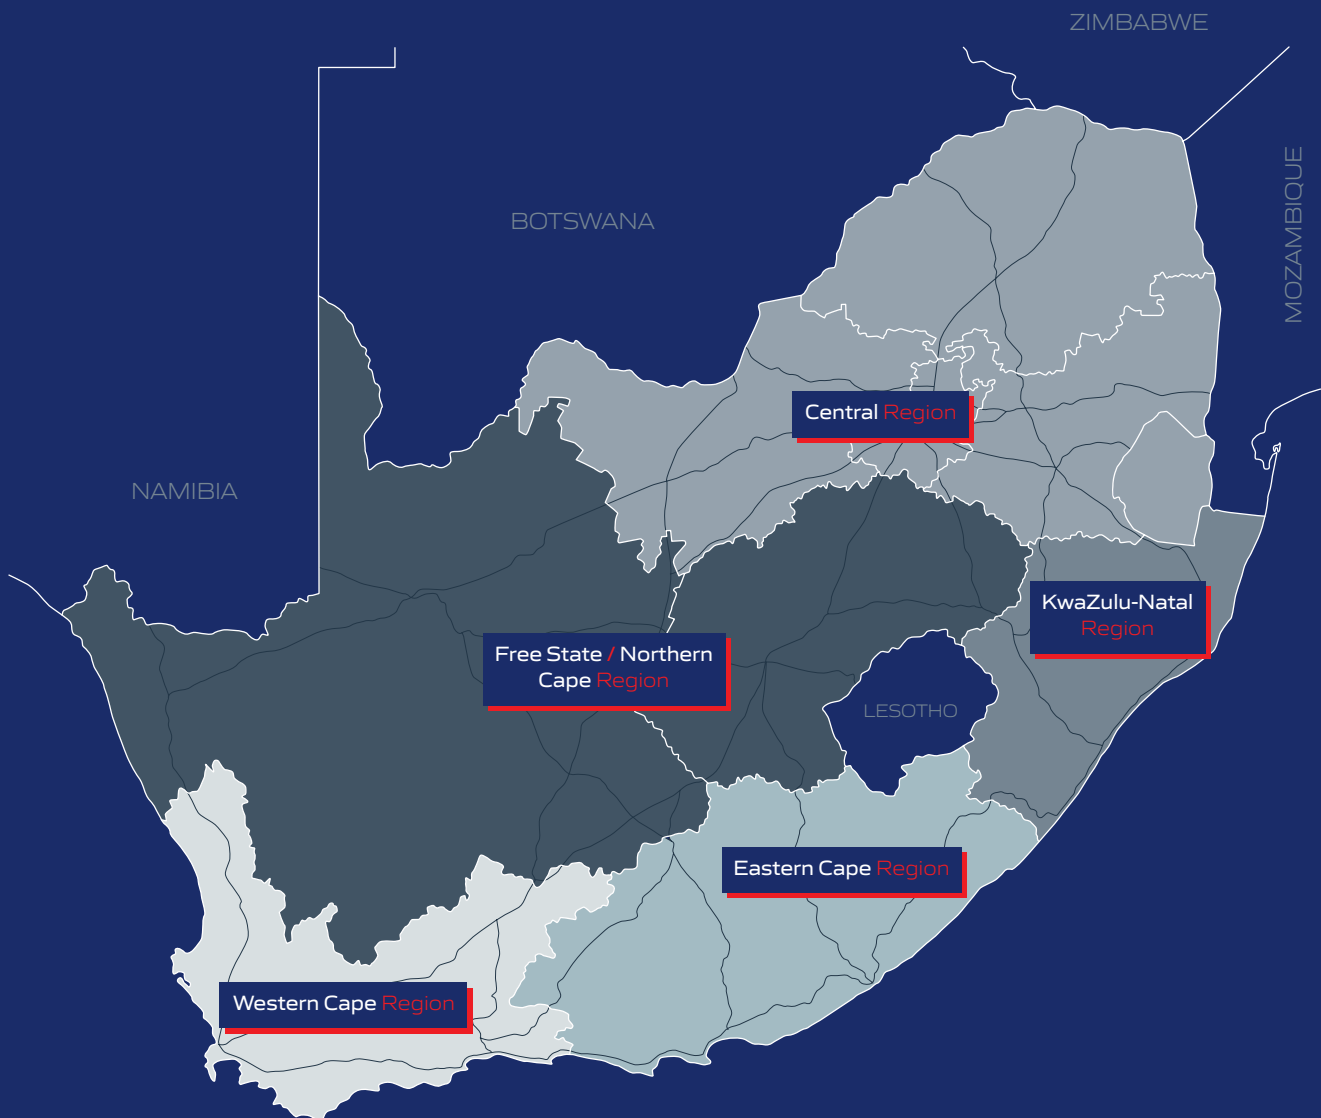 ZIMBABWE
MOZAMBIQUE
BOTSWANA
Central Region
NAMIBIA
KwaZulu-Natal
Region
Free State / Northern
Cape Region
LESOTHO
Eastern Cape Region
Western Cape Region